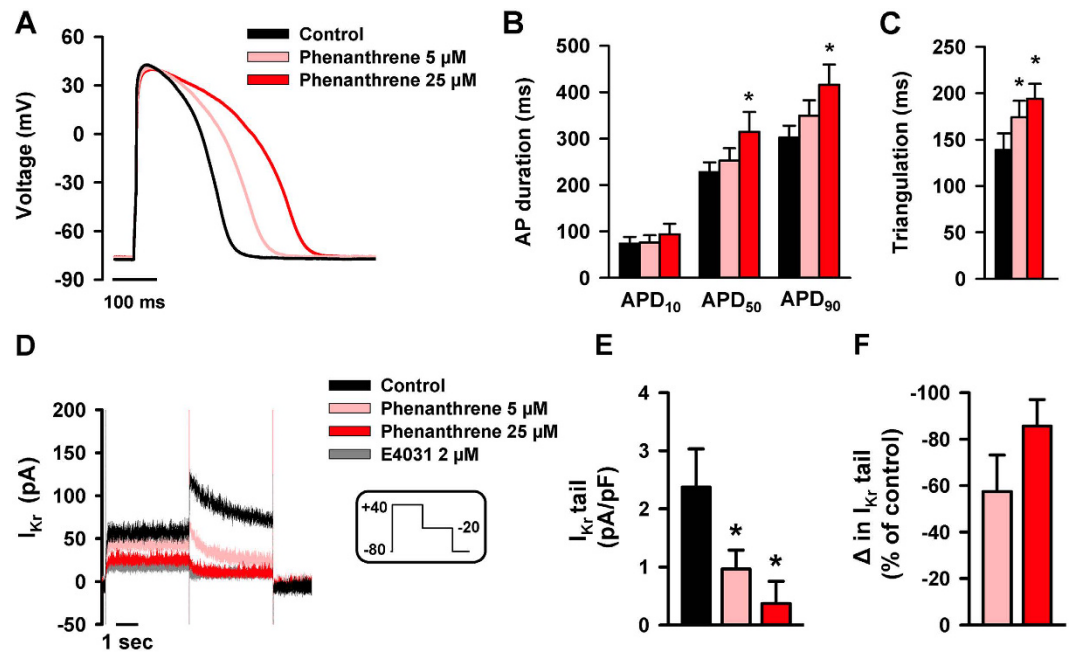 A
Voltage (mV)
60
30
0
-30
-60
-90
100 ms
Control
Phenanthrene 5 µM
Phenanthrene 25 µM
B
AP duration (ms)
500
400
300
200
100
0
*
*
APD10
APD50
APD90
C
Triangulation (ms)
250
200
150
100
50
0
*
*
D
IKr (pA)
200
150
100
50
0
-50
1 sec
Control
Phenanthrene 5 µM
Phenanthrene 25 µM
E4031 2 µM
+40
-20
-80
E
IKr tail
(pA/pF)
4
3
2
1
0
*
*
F
Δ in IKr tail
(% of control)
-100
-80
-60
-40
-20
0